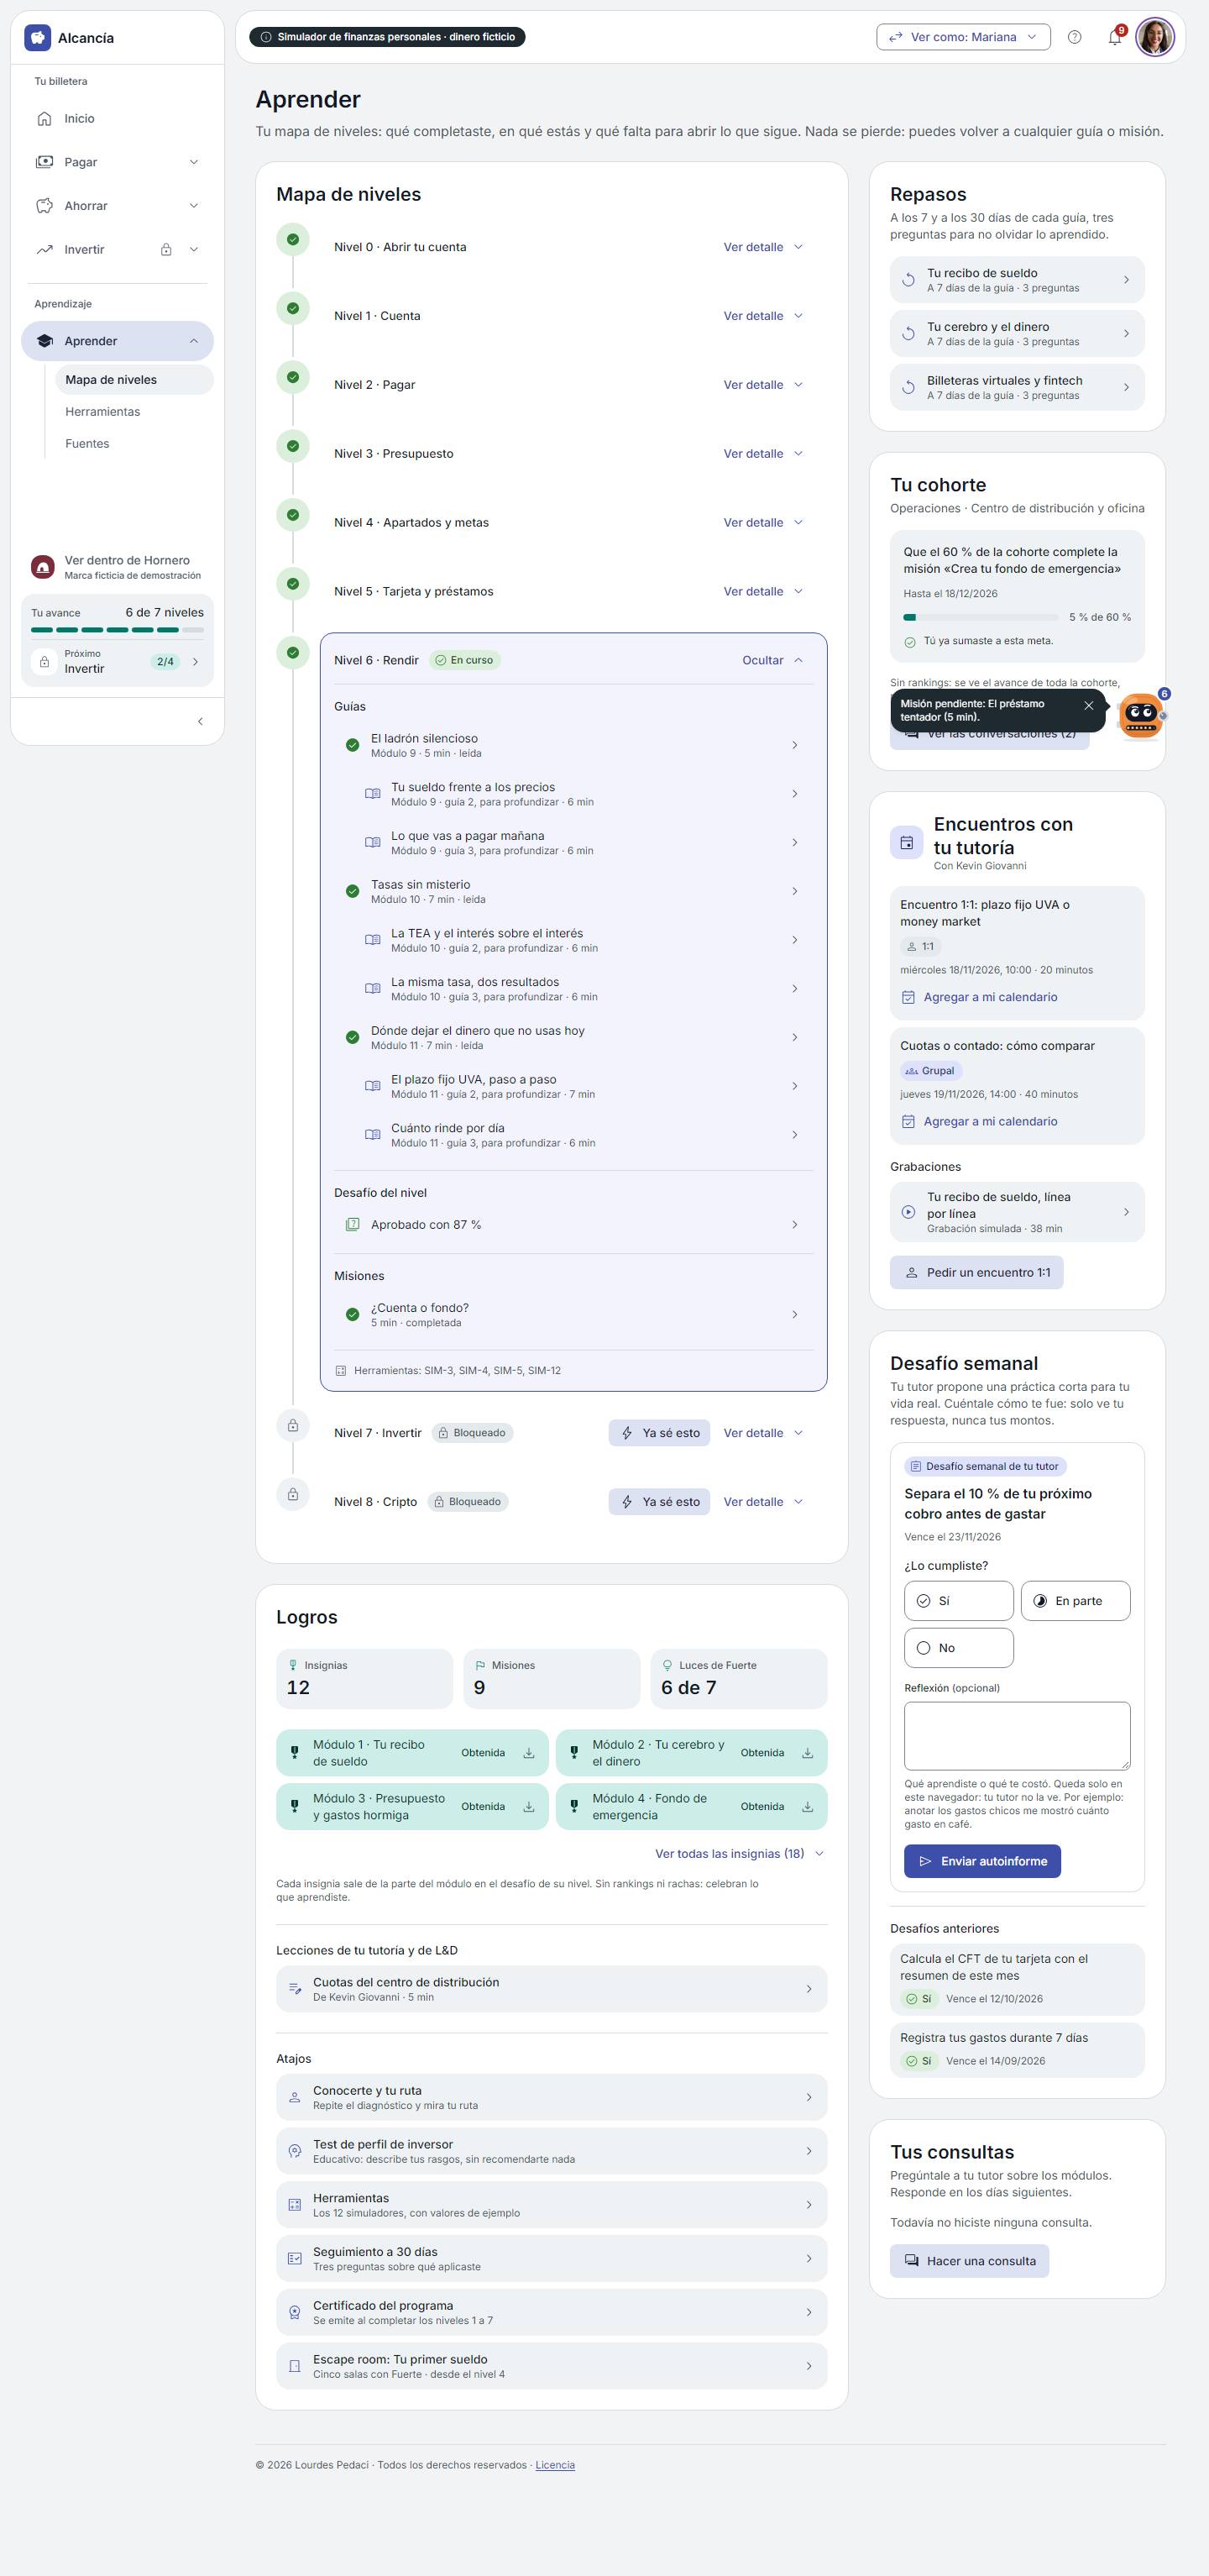 Alcancía
Tu billetera
Inicio
Pagar
Ahorrar
Invertir
Aprendizaje
Aprender
Mapa de niveles
Herramientas
Fuentes
Ver dentro de Hornero
Marca ficticia de demostración
Tu avance
6 de 7 niveles
Próximo
Invertir
2/4
Simulador de finanzas personales · dinero ficticio
Ver como: Mariana
9
Aprender
Tu mapa de niveles: qué completaste, en qué estás y qué falta para abrir lo que sigue. Nada se pierde: puedes volver a cualquier guía o misión.
Mapa de niveles
Nivel 0 · Abrir tu cuenta
Ver detalle
Nivel 1 · Cuenta
Ver detalle
Nivel 2 · Pagar
Ver detalle
Nivel 3 · Presupuesto
Ver detalle
Nivel 4 · Apartados y metas
Ver detalle
Nivel 5 · Tarjeta y préstamos
Ver detalle
Nivel 6 · Rendir
En curso
Ocultar
Guías
El ladrón silencioso
Módulo 9 · 5 min · leída
Tu sueldo frente a los precios
Módulo 9 · guía 2, para profundizar · 6 min
Lo que vas a pagar mañana
Módulo 9 · guía 3, para profundizar · 6 min
Tasas sin misterio
Módulo 10 · 7 min · leída
La TEA y el interés sobre el interés
Módulo 10 · guía 2, para profundizar · 6 min
La misma tasa, dos resultados
Módulo 10 · guía 3, para profundizar · 6 min
Dónde dejar el dinero que no usas hoy
Módulo 11 · 7 min · leída
El plazo fijo UVA, paso a paso
Módulo 11 · guía 2, para profundizar · 7 min
Cuánto rinde por día
Módulo 11 · guía 3, para profundizar · 6 min
Desafío del nivel
Aprobado con 87 %
Misiones
¿Cuenta o fondo?
5 min · completada
Herramientas: SIM-3, SIM-4, SIM-5, SIM-12
Nivel 7 · Invertir
Bloqueado
Ya sé esto
Ver detalle
Nivel 8 · Cripto
Bloqueado
Ya sé esto
Ver detalle
Logros
Insignias
12
Misiones
9
Luces de Fuerte
6 de 7
Módulo 1 · Tu recibo
de sueldo
Obtenida
Módulo 2 · Tu cerebro y
el dinero
Obtenida
Módulo 3 · Presupuesto
y gastos hormiga
Obtenida
Módulo 4 · Fondo de
emergencia
Obtenida
Ver todas las insignias (18)
Cada insignia sale de la parte del módulo en el desafío de su nivel. Sin rankings ni rachas: celebran lo
que aprendiste.
Lecciones de tu tutoría y de L&D
Cuotas del centro de distribución
De Kevin Giovanni · 5 min
Atajos
Conocerte y tu ruta
Repite el diagnóstico y mira tu ruta
Test de perfil de inversor
Educativo: describe tus rasgos, sin recomendarte nada
Herramientas
Los 12 simuladores, con valores de ejemplo
Seguimiento a 30 días
Tres preguntas sobre qué aplicaste
Certificado del programa
Se emite al completar los niveles 1 a 7
Escape room: Tu primer sueldo
Cinco salas con Fuerte · desde el nivel 4
Repasos
A los 7 y a los 30 días de cada guía, tres
preguntas para no olvidar lo aprendido.
Tu recibo de sueldo
A 7 días de la guía · 3 preguntas
Tu cerebro y el dinero
A 7 días de la guía · 3 preguntas
Billeteras virtuales y fintech
A 7 días de la guía · 3 preguntas
Tu cohorte
Operaciones · Centro de distribución y oficina
Que el 60 % de la cohorte complete la
misión «Crea tu fondo de emergencia»
Hasta el 18/12/2026
5 % de 60 %
Tú ya sumaste a esta meta.
Sin rankings: se ve el avance de toda la cohorte,
Misión pendiente: El préstamo
tentador (5 min).
6
Ver las conversaciones (2)
Encuentros con
tu tutoría
Con Kevin Giovanni
Encuentro 1:1: plazo fijo UVA o
money market
1:1
miércoles 18/11/2026, 10:00 · 20 minutos
Agregar a mi calendario
Cuotas o contado: cómo comparar
Grupal
jueves 19/11/2026, 14:00 · 40 minutos
Agregar a mi calendario
Grabaciones
Tu recibo de sueldo, línea
por línea
Grabación simulada · 38 min
Pedir un encuentro 1:1
Desafío semanal
Tu tutor propone una práctica corta para tu
vida real. Cuéntale cómo te fue: solo ve tu
respuesta, nunca tus montos.
Desafío semanal de tu tutor
Separa el 10 % de tu próximo
cobro antes de gastar
Vence el 23/11/2026
¿Lo cumpliste?
Sí
En parte
No
Reflexión (opcional)
Qué aprendiste o qué te costó. Queda solo en
este navegador: tu tutor no la ve. Por ejemplo:
anotar los gastos chicos me mostró cuánto
gasto en café.
Enviar autoinforme
Desafíos anteriores
Calcula el CFT de tu tarjeta con el
resumen de este mes
Sí
Vence el 12/10/2026
Registra tus gastos durante 7 días
Sí
Vence el 14/09/2026
Tus consultas
Pregúntale a tu tutor sobre los módulos.
Responde en los días siguientes.
Todavía no hiciste ninguna consulta.
Hacer una consulta
© 2026 Lourdes Pedaci · Todos los derechos reservados · Licencia